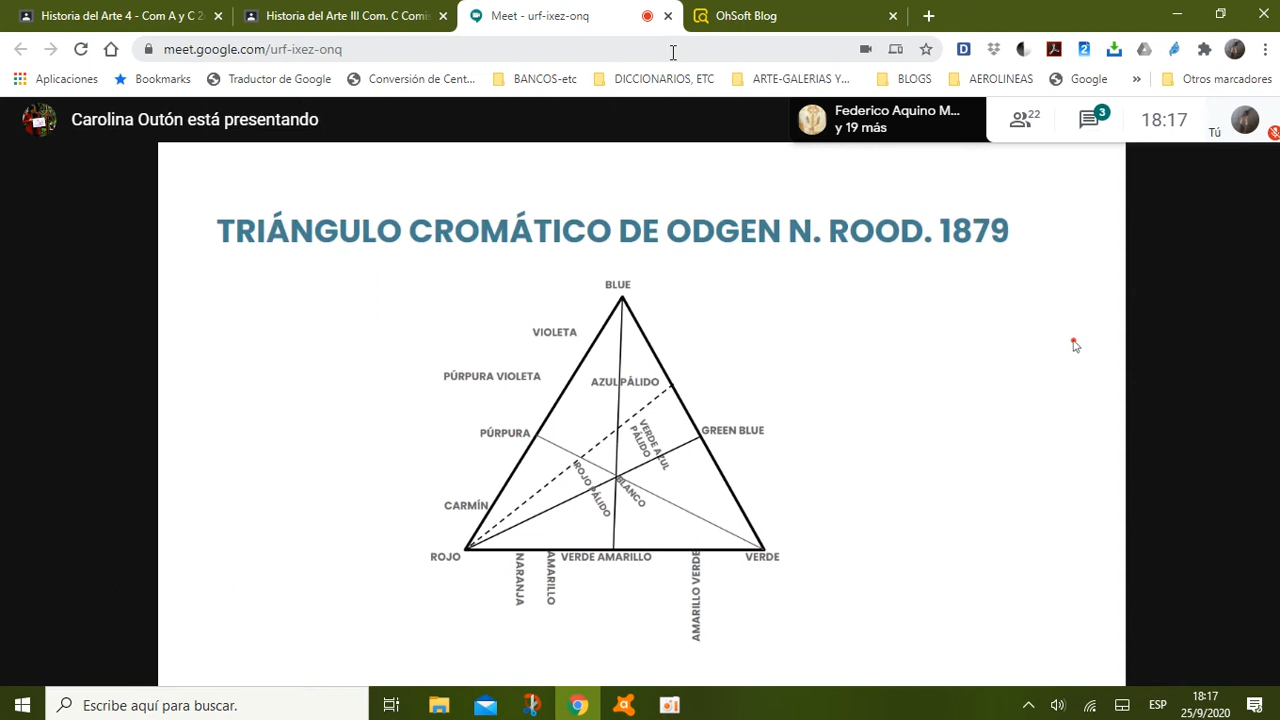 Historia del Arte 4 - Com A y C 2
Historia del Arte III Com. C Comis
Meet - urf-ixez-onq
OhSoft Blog
meet.google.com/urf-ixez-onq
Aplicaciones
Bookmarks
Traductor de Google
Conversión de Gent...
BANCOS-etc
DICCIONARIOS, ETC
ARTE-GALERIAS Y...
BLOGS
AEROLINEAS
Google
Otros marcadores
Carolina Outón está presentando
Federico Aquino M...
y 19 más
22
3
18:17
Tú
TRIÁNGULO CROMÁTICO DE ODGEN N. ROOD. 1879
BLUE
VIOLETA
PÚRPURA VIOLETA
AZUL PÁLIDO
PÚRPURA
GREEN BLUE
VERDE AZUL
PÁLIDO
ROJO PÁLIDO
BLANCO
CARMÍN
ROJO
VERDE AMARILLO
VERDE
NARANJA
AMARILLO
AMARILLO VERDE
Escribe aquí para buscar.
ESP
18:17
25/9/2020